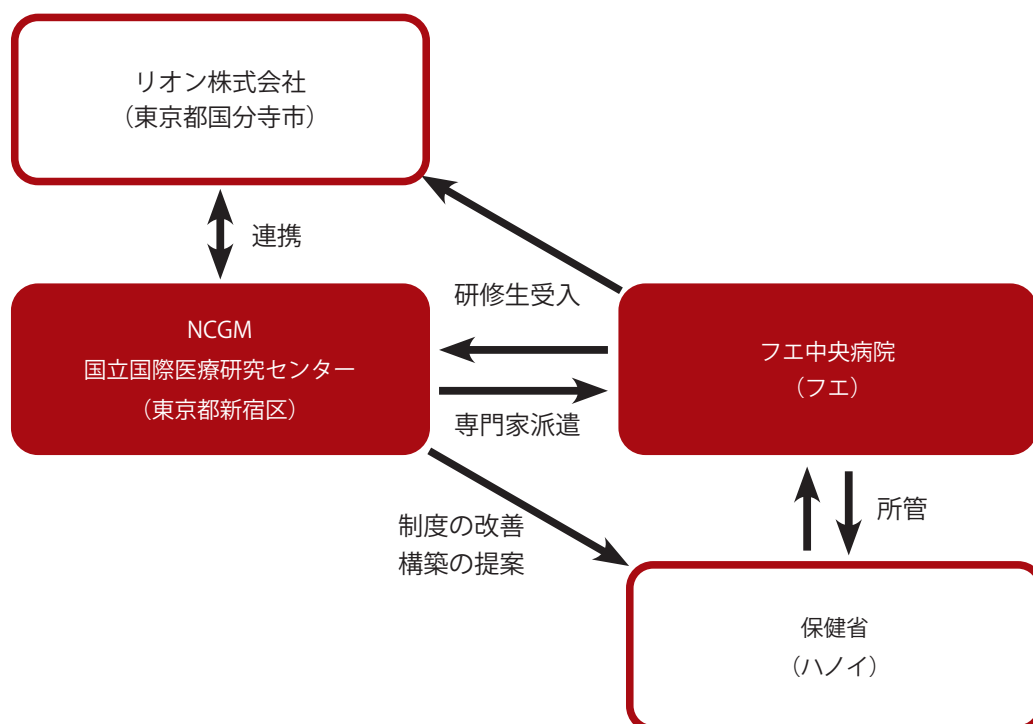 リオン株式会社
（東京都国分寺市）
連携
研修生受入
NCGM
国立国際医療研究センター
（東京都新宿区）
フエ中央病院
（フエ）
専門家派遣
制度の改善
構築の提案
所管
保健省
（ハノイ）